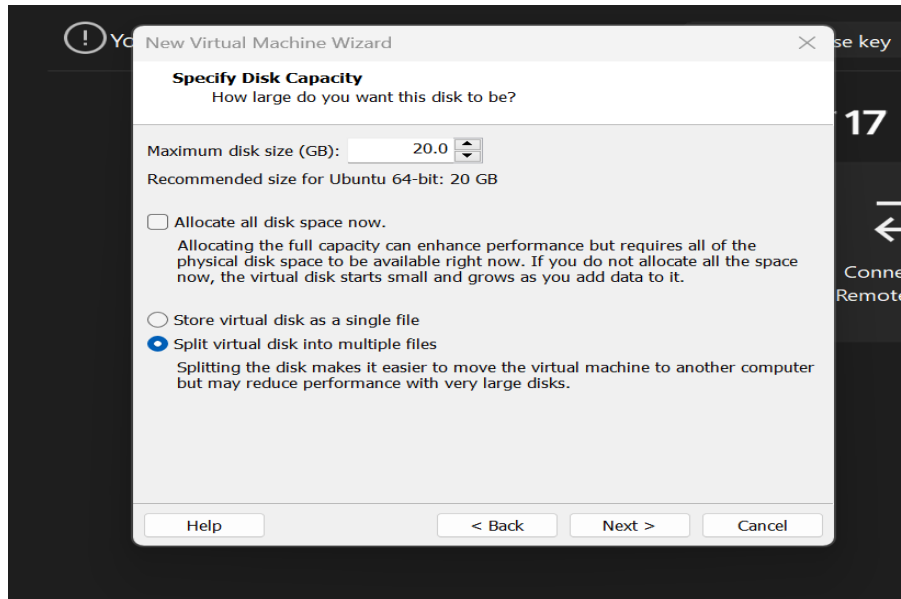 Yo
New Virtual Machine Wizard
se key
Specify Disk Capacity
How large do you want this disk to be?
17
Maximum disk size (GB): 20.0
Recommended size for Ubuntu 64-bit: 20 GB
Allocate all disk space now.
Allocating the full capacity can enhance performance but requires all of the
physical disk space to be available right now. If you do not allocate all the space
now, the virtual disk starts small and grows as you add data to it.
Conne
Remote
Store virtual disk as a single file
Split virtual disk into multiple files
Splitting the disk makes it easier to move the virtual machine to another computer
but may reduce performance with very large disks.
Help
< Back
Next >
Cancel